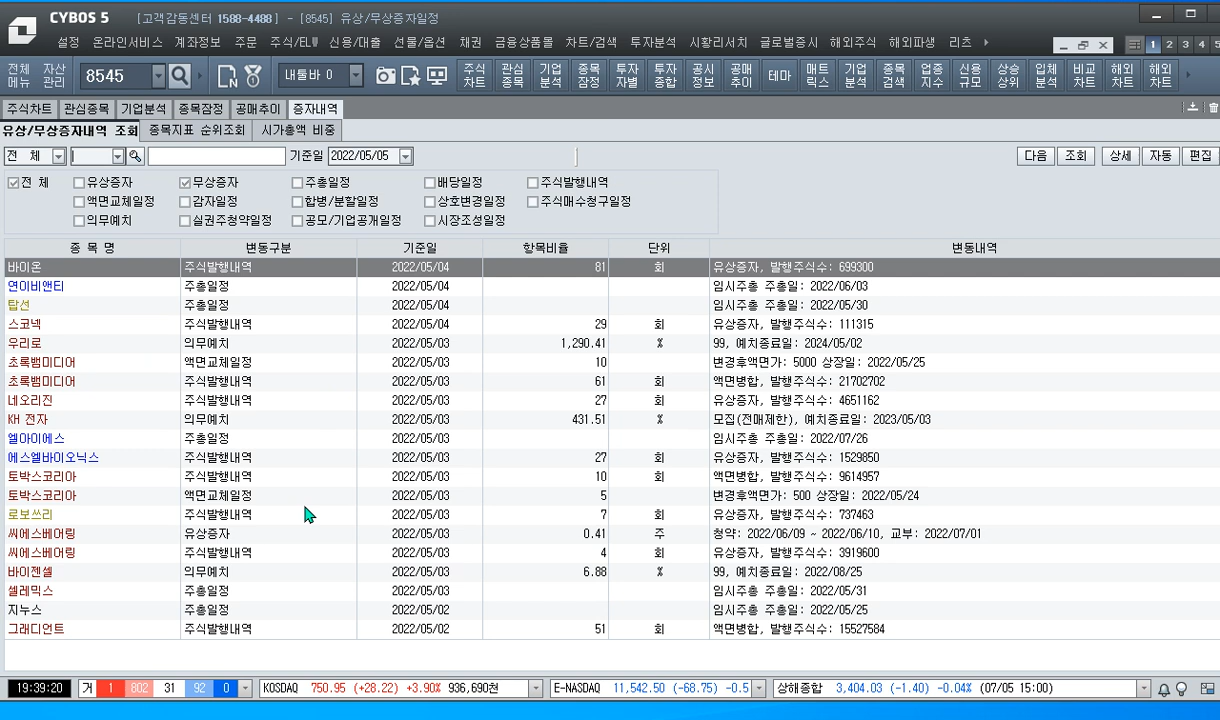 CYBOS 5 [고객감동센터 1588-4488] - [8545] 유상/무상증자일정
설정 온라인서비스 계좌정보 주문 주식/ELW 신용/대출 선물/옵션 채권 금융상품몰 차트/검색 투자분석 시황리서치 글로벌증시 해외주식 해외파생 리츠 1 2 3 4 5
전체메뉴 자산관리 8545 내툴바 0 주식차트 관심종목 기업분석 종목잠정 투자자별 투자종합 공시정보 공매추이 테마 매트릭스 기업분석 종목검색 업종지수 신용규모 상승상위 입체분석 비교차트 해외차트 해외차트
주식차트 관심종목 기업분석 종목잠정 공매추이 증자내역
유상/무상증자내역 조회 종목지표 순위조회 시가총액 비중
전 체 기준일 2022/05/05 다음 조회 상세 자동 편집
전 체 유상증자 무상증자 주총일정 배당일정 주식발행내역
액면교체일정 감자일정 합병/분할일정 상호변경일정 주식매수청구일정
의무예치 실권주청약일정 공모/기업공개일정 시장조성일정
종 목 명 변동구분 기준일 항목비율 단위 변동내역
바이온 주식발행내역 2022/05/04 81 회 유상증자, 발행주식수: 699300
연이비앤티 주총일정 2022/05/04 임시주총 주총일: 2022/06/03
탑선 주총일정 2022/05/04 임시주총 주총일: 2022/05/30
스코넥 주식발행내역 2022/05/04 29 회 유상증자, 발행주식수: 111315
우리로 의무예치 2022/05/03 1,290.41 % 99, 예치종료일: 2024/05/02
초록뱀미디어 액면교체일정 2022/05/03 10 변경후액면가: 5000 상장일: 2022/05/25
초록뱀미디어 주식발행내역 2022/05/03 61 회 액면병합, 발행주식수: 21702702
네오리진 주식발행내역 2022/05/03 27 회 유상증자, 발행주식수: 4651162
KH 전자 의무예치 2022/05/03 431.51 % 모집(전매제한), 예치종료일: 2023/05/03
엘아이에스 주총일정 2022/05/03 임시주총 주총일: 2022/07/26
에스엘바이오닉스 주식발행내역 2022/05/03 27 회 유상증자, 발행주식수: 1529850
토박스코리아 주식발행내역 2022/05/03 10 회 액면병합, 발행주식수: 9614957
토박스코리아 액면교체일정 2022/05/03 5 변경후액면가: 500 상장일: 2022/05/24
로보쓰리 주식발행내역 2022/05/03 7 회 유상증자, 발행주식수: 737463
씨에스베어링 유상증자 2022/05/03 0.41 주 청약: 2022/06/09 ~ 2022/06/10, 교부: 2022/07/01
씨에스베어링 주식발행내역 2022/05/03 4 회 유상증자, 발행주식수: 3919600
바이젠셀 의무예치 2022/05/03 6.88 % 99, 예치종료일: 2022/08/25
셀레믹스 주총일정 2022/05/03 임시주총 주총일: 2022/05/31
지누스 주총일정 2022/05/02 임시주총 주총일: 2022/05/25
그래디언트 주식발행내역 2022/05/02 51 회 액면병합, 발행주식수: 15527584
19:39:20 거 1 802 31 92 0 KOSDAQ 750.95 (+28.22) +3.90% 936,690천 E-NASDAQ 11,542.50 (-68.75) -0.5 상해종합 3,404.03 (-1.40) -0.04% (07/05 15:00)